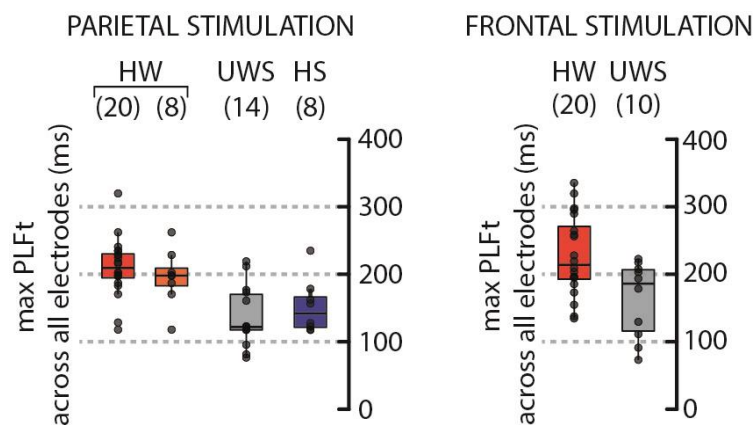 PARIETAL STIMULATION
HW UWS HS
(20) (8) (14) (8)
max PLFt
across all electrodes (ms)
400
300
200
100
0
FRONTAL STIMULATION
HW UWS
(20) (10)
max PLFt
across all electrodes (ms)
400
300
200
100
0